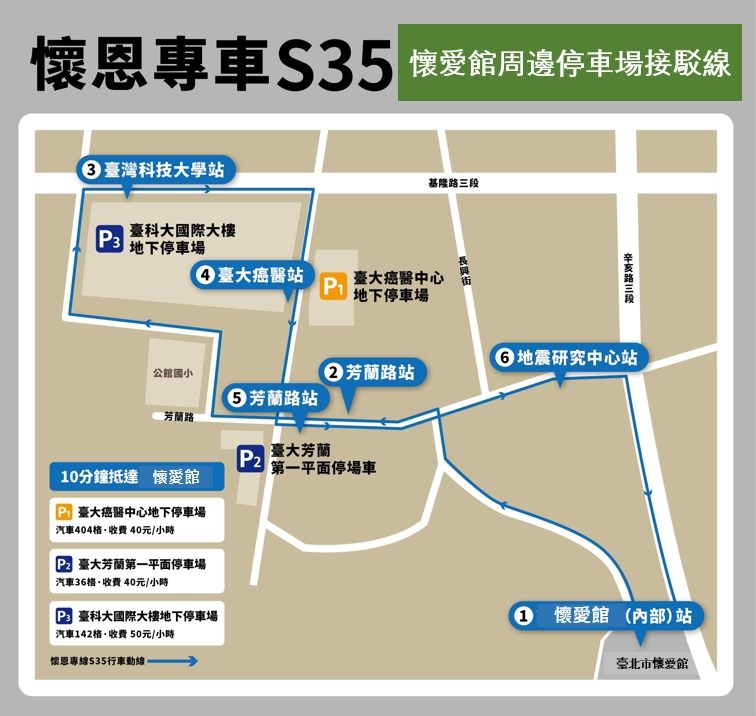 懷恩專車S35
懷愛館周邊停車場接駁線
3 臺灣科技大學站
基隆路三段
P3 臺科大國際大樓
地下停車場
4 臺大癌醫站
P1 臺大癌醫中心
地下停車場
長興街
辛亥路三段
公館國小
2 芳蘭路站
6 地震研究中心站
5 芳蘭路站
芳蘭路
P2 臺大芳蘭
第一平面停場車
10分鐘抵達 懷愛館
P1 臺大癌醫中心地下停車場
汽車404格·收費 40元/小時
P2 臺大芳蘭第一平面停車場
汽車36格·收費 40元/小時
P3 臺科大國際大樓地下停車場
汽車142格·收費 50元/小時
懷恩專線S35行車動線
1 懷愛館 (內部)站
臺北市懷愛館